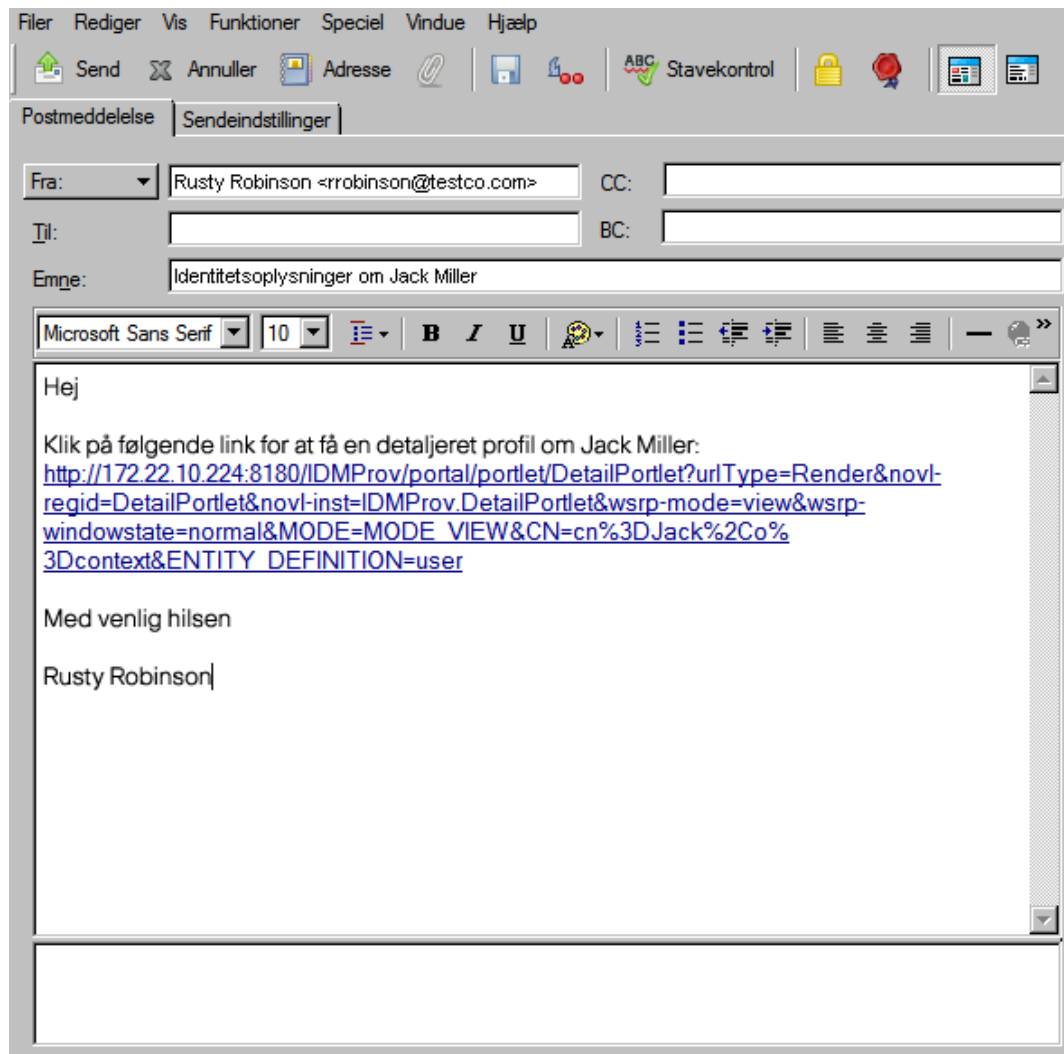 Filer Rediger Vis Funktioner Speciel Vindue Hjælp
Send Annuller Adresse ABC Stavekontrol
Postmeddelelse Sendeindstillinger
Fra: Rusty Robinson <rrobinson@testco.com> CC:
Til: BC:
Emne: Identitetsoplysninger om Jack Miller
Microsoft Sans Serif 10 B I U
Hej
Klik på følgende link for at få en detaljeret profil om Jack Miller:
http://172.22.10.224:8180/IDMProv/portal/portlet/DetailPortlet?urlType=Render&novl-
regid=DetailPortlet&novl-inst=IDMProv.DetailPortlet&wsrp-mode=view&wsrp-
windowstate=normal&MODE=MODE_VIEW&CN=cn%3DJack%2Co%
3Dcontext&ENTITY_DEFINITION=user
Med venlig hilsen
Rusty Robinson